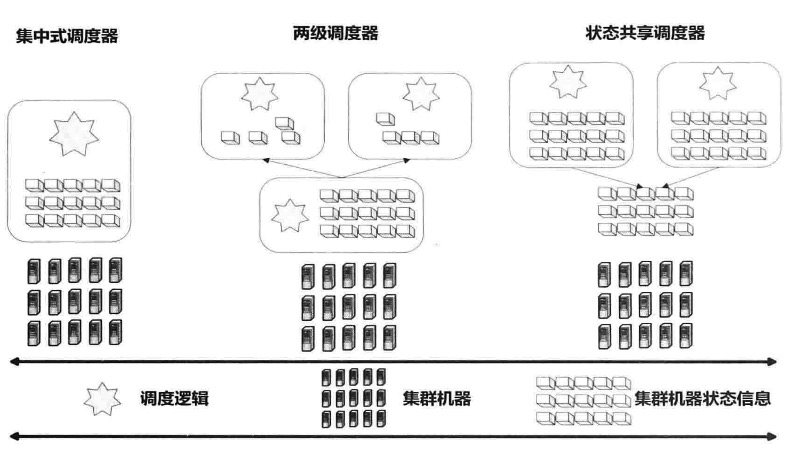 集中式调度器
两级调度器
状态共享调度器
调度逻辑
集群机器
集群机器状态信息